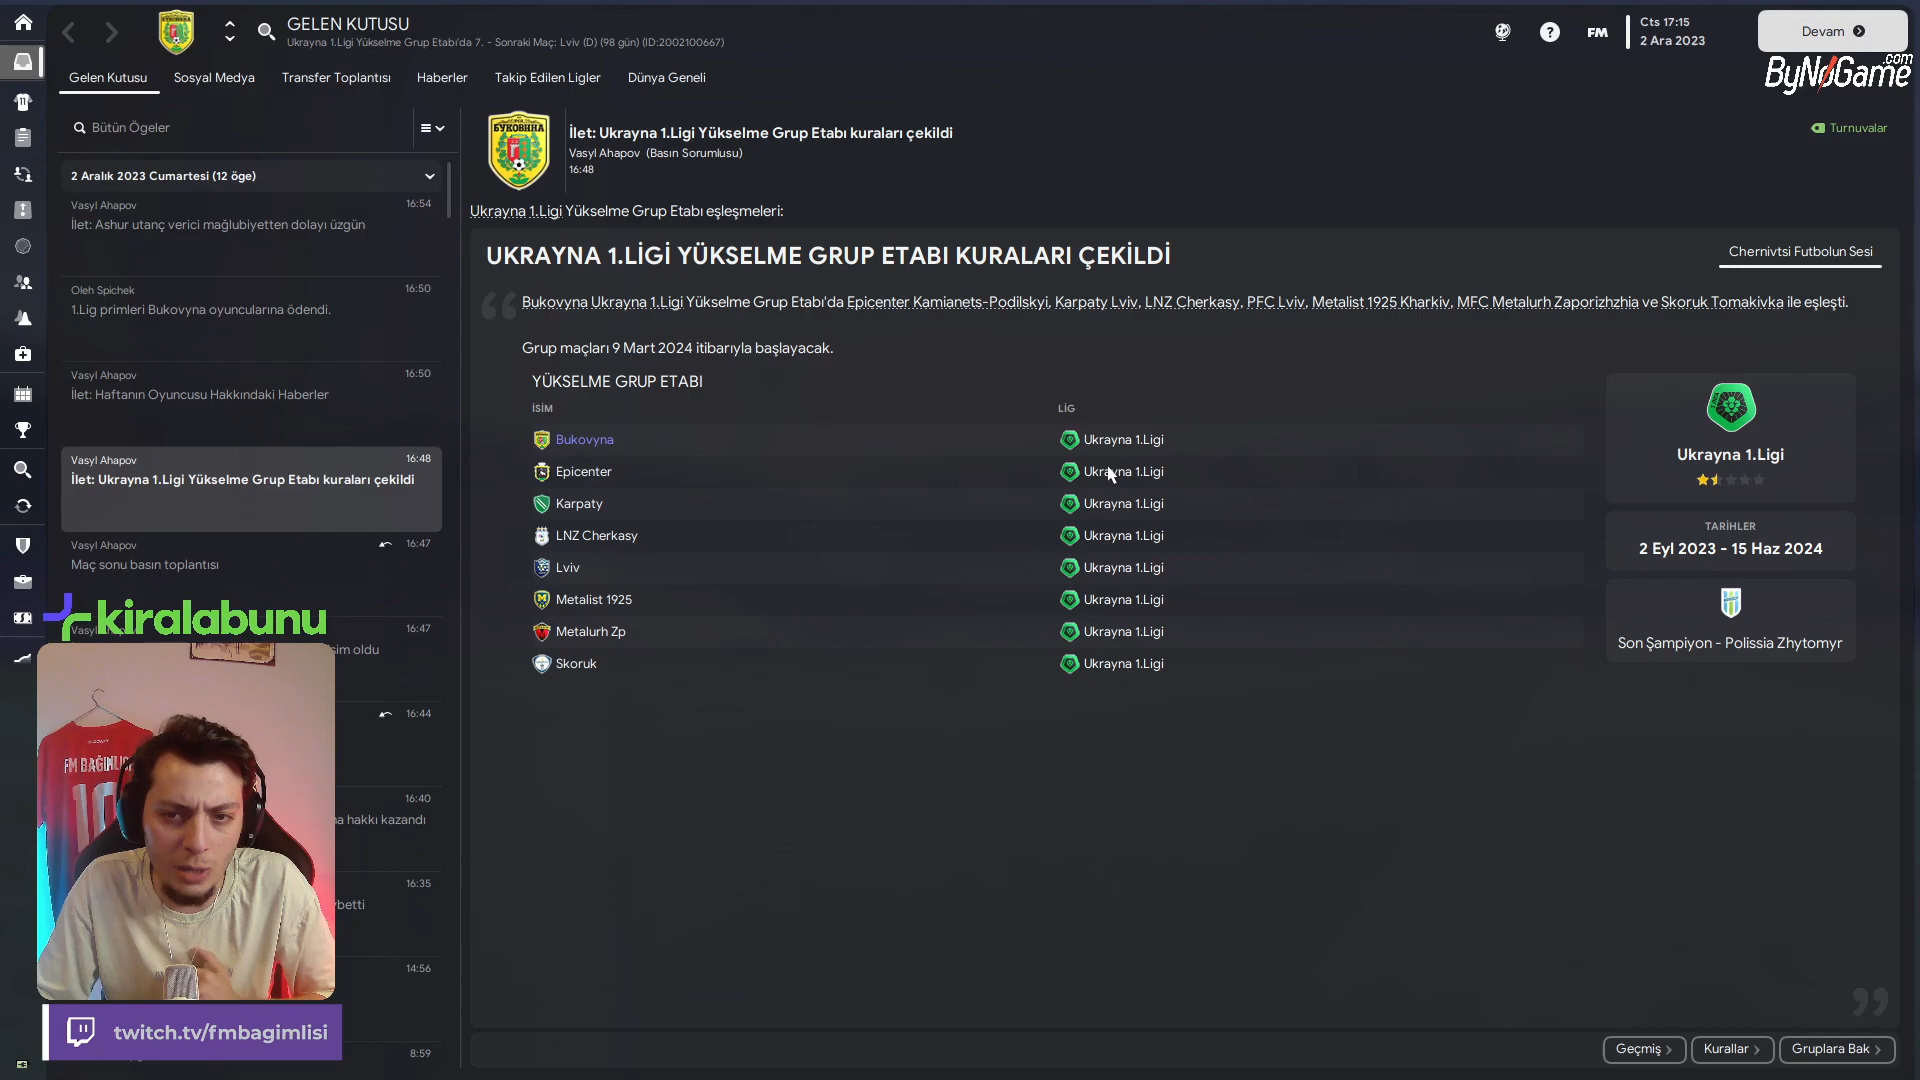 GELEN KUTUSU
Ukrayna 1.Ligi Yükselme Grup Etabı'da 7. - Sonraki Maç: Lviv (D) (98 gün) (ID:2002100667)
FM
Cts 17:15
2 Ara 2023
Devam
ByNoGame.com
Gelen Kutusu
Sosyal Medya
Transfer Toplantısı
Haberler
Takip Edilen Ligler
Dünya Geneli
Bütün Ögeler
2 Aralık 2023 Cumartesi (12 öge)
Vasyl Ahapov 16:54
İlet: Ashur utanç verici mağlubiyetten dolayı üzgün
Oleh Spichek 16:50
1.Lig primleri Bukovyna oyuncularına ödendi.
Vasyl Ahapov 16:50
İlet: Haftanın Oyuncusu Hakkındaki Haberler
Vasyl Ahapov 16:48
İlet: Ukrayna 1.Ligi Yükselme Grup Etabı kuraları çekildi
Vasyl Ahapov 16:47
Maç sonu basın toplantısı
16:47
sim oldu
16:44
16:40
na hakkı kazandı
16:35
ybetti
14:56
8:59
kiralabunu
FM BAĞIMLIS
10
twitch.tv/fmbagimlisi
БУКОВИНА
İlet: Ukrayna 1.Ligi Yükselme Grup Etabı kuraları çekildi
Vasyl Ahapov (Basın Sorumlusu)
16:48
Turnuvalar
Ukrayna 1.Ligi Yükselme Grup Etabı eşleşmeleri:
UKRAYNA 1.LİGİ YÜKSELME GRUP ETABI KURALARI ÇEKİLDİ
Chernivtsi Futbolun Sesi
Bukovyna Ukrayna 1.Ligi Yükselme Grup Etabı'da Epicenter Kamianets-Podilskyi, Karpaty Lviv, LNZ Cherkasy, PFC Lviv, Metalist 1925 Kharkiv, MFC Metalurh Zaporizhzhia ve Skoruk Tomakivka ile eşleşti.
Grup maçları 9 Mart 2024 itibarıyla başlayacak.
YÜKSELME GRUP ETABI
İSİM LİG
Bukovyna Ukrayna 1.Ligi
Epicenter Ukrayna 1.Ligi
Karpaty Ukrayna 1.Ligi
LNZ Cherkasy Ukrayna 1.Ligi
Lviv Ukrayna 1.Ligi
Metalist 1925 Ukrayna 1.Ligi
Metalurh Zp Ukrayna 1.Ligi
Skoruk Ukrayna 1.Ligi
Ukrayna 1.Ligi
TARİHLER
2 Eyl 2023 - 15 Haz 2024
Son Şampiyon - Polissia Zhytomyr
Geçmiş
Kurallar
Gruplara Bak